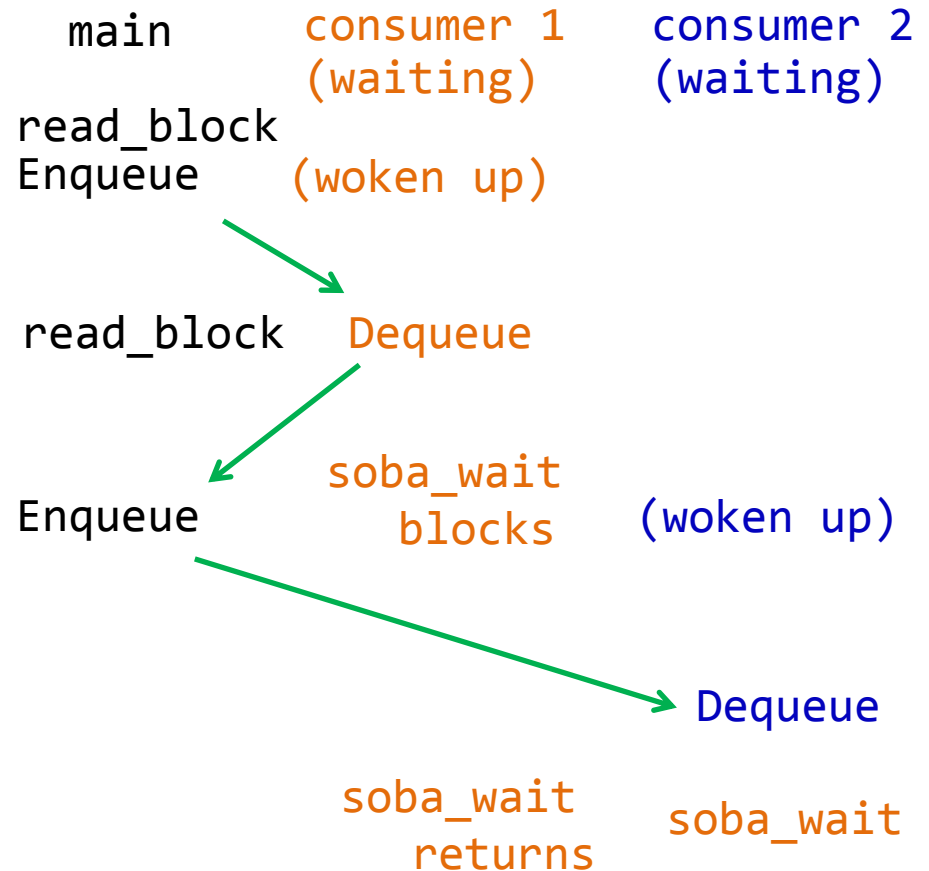 main consumer 1 consumer 2
(waiting) (waiting)
read_block
Enqueue (woken up)
read_block Dequeue
soba_wait
Enqueue blocks (woken up)
Dequeue
soba_wait soba_wait
returns